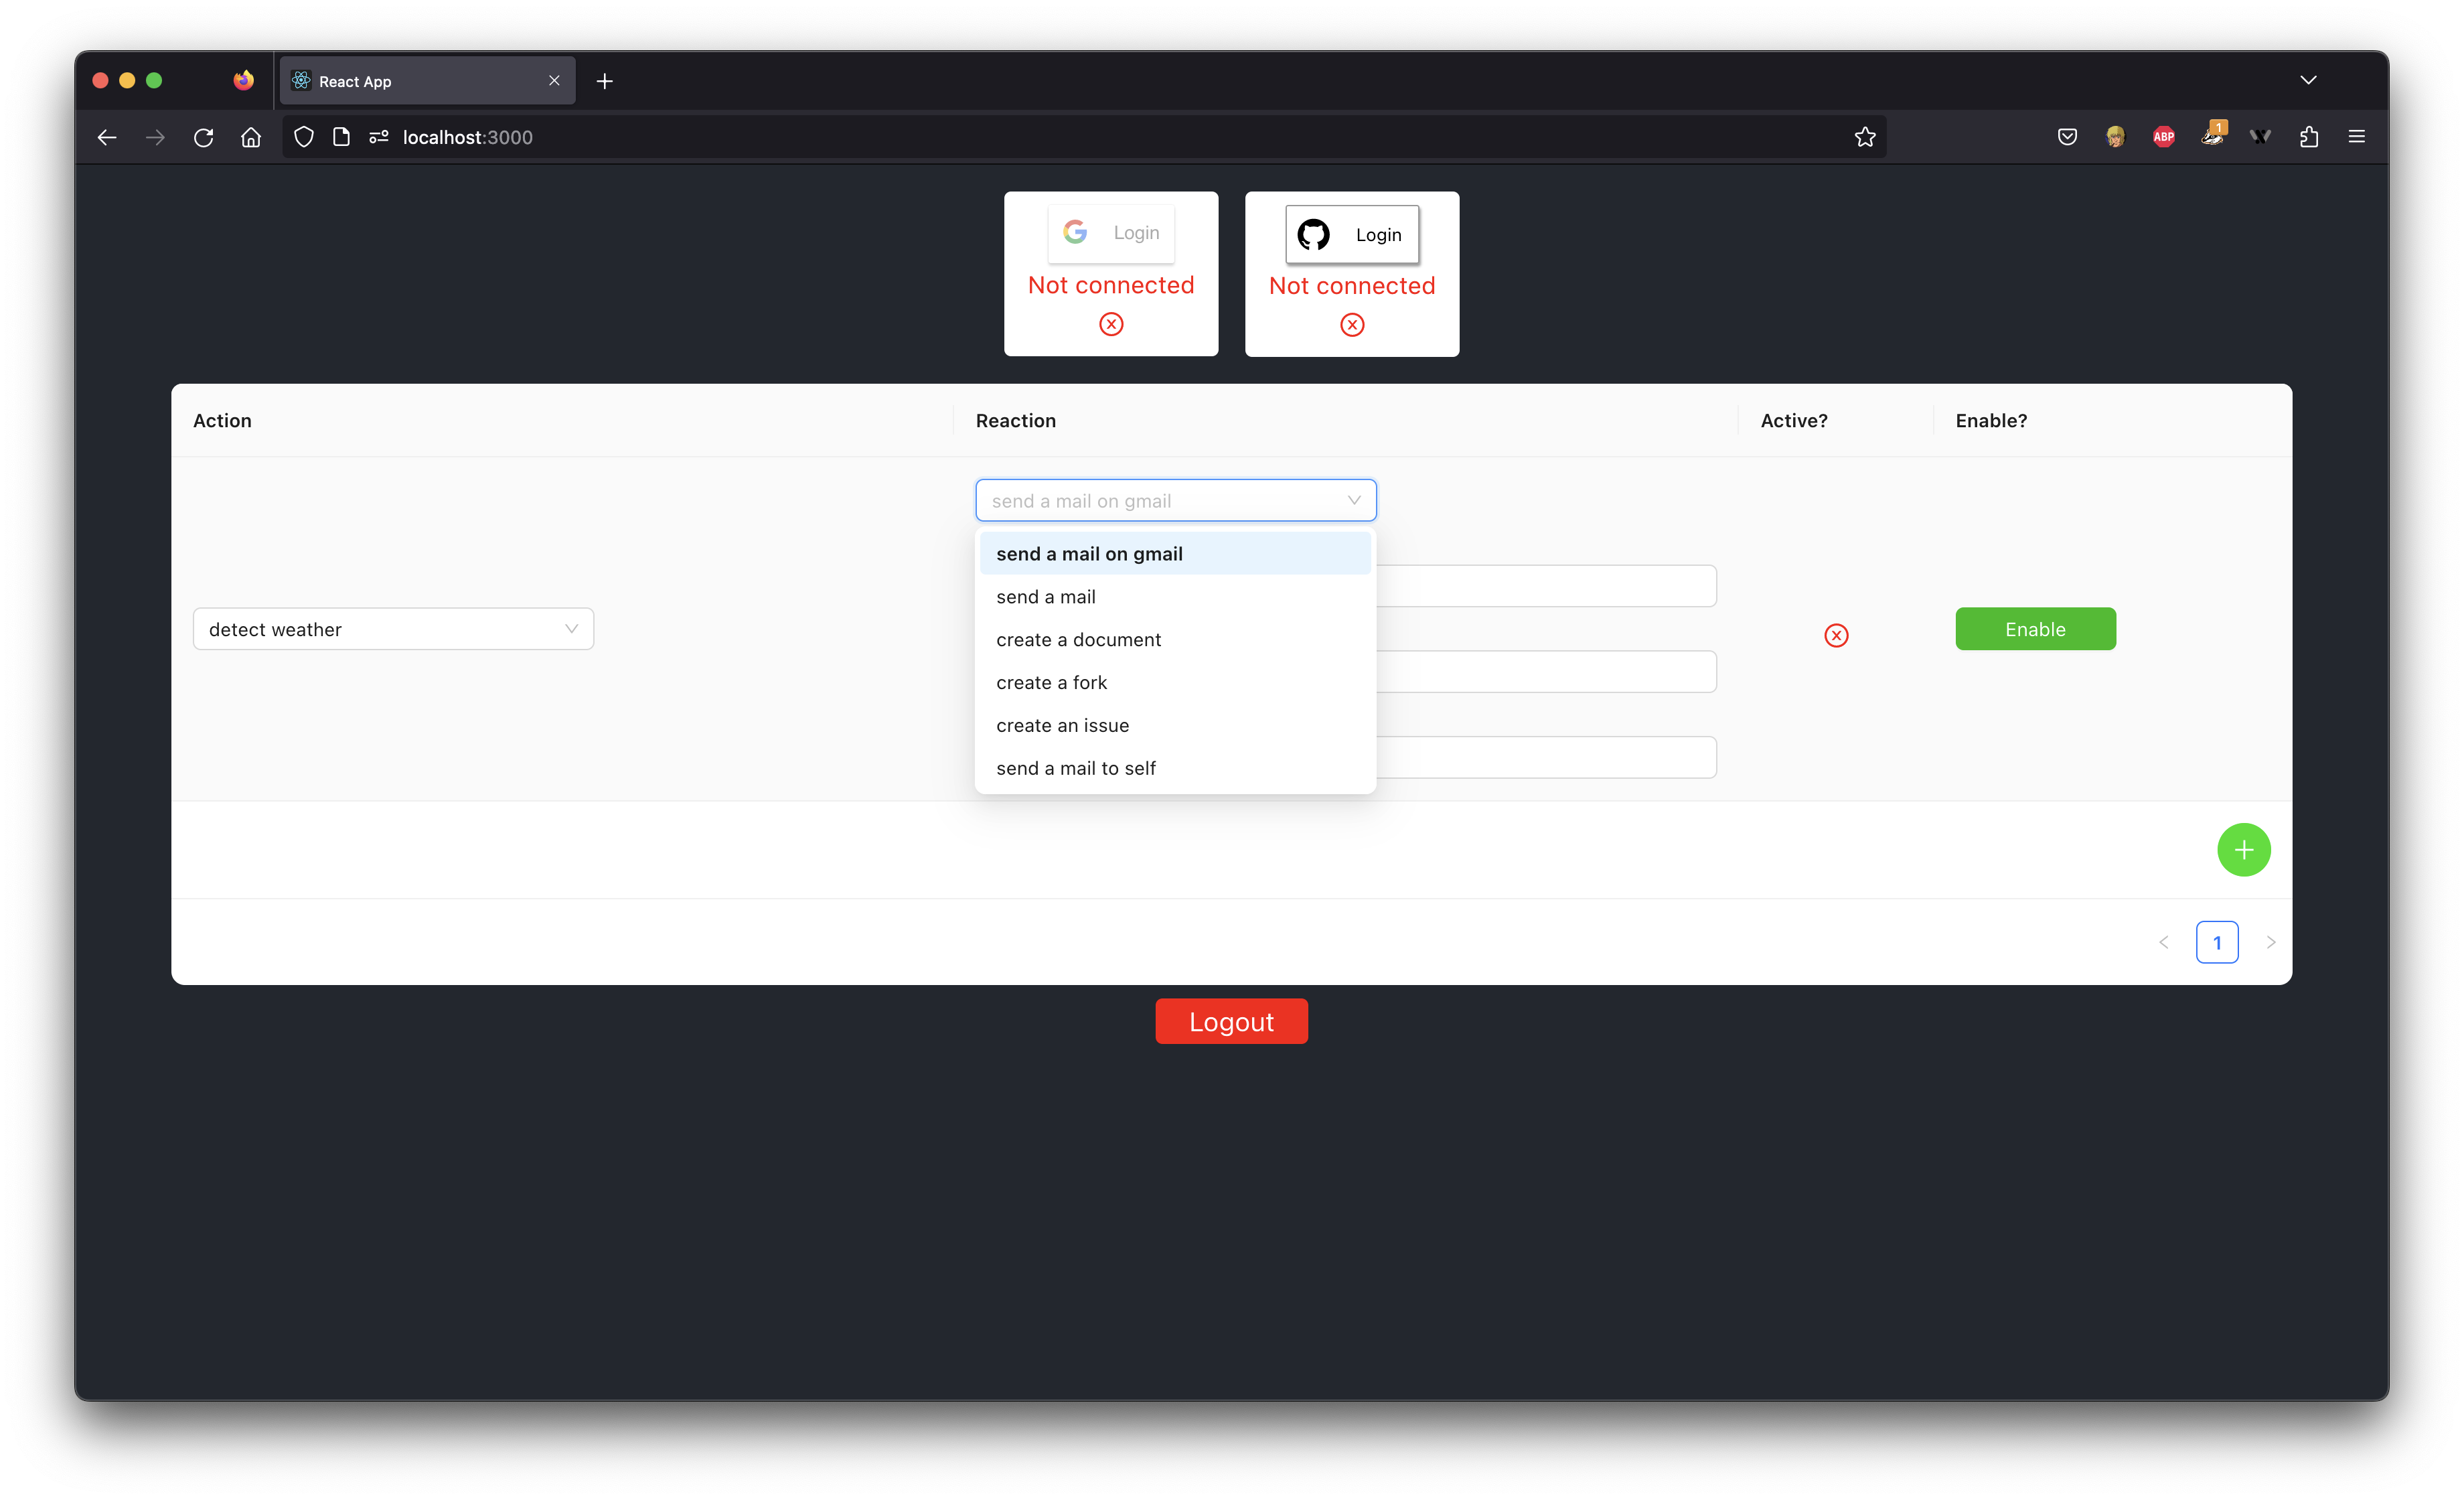 React App
localhost:3000
ABP
1
Login
Login
Not connected
Not connected
Action
Reaction
Active?
Enable?
send a mail on gmail
send a mail on gmail
send a mail
create a document
create a fork
create an issue
send a mail to self
detect weather
Enable
1
Logout